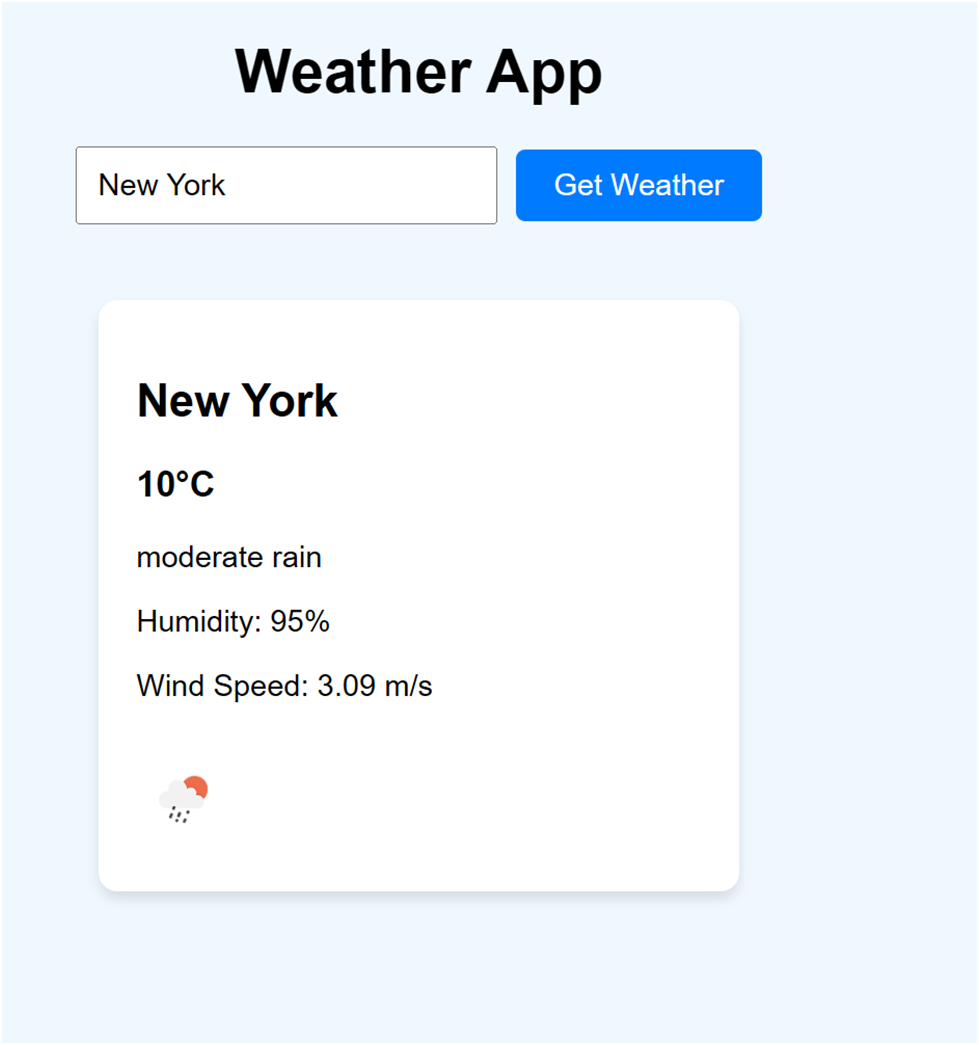 Weather App
New York
Get Weather
New York
10°C
moderate rain
Humidity: 95%
Wind Speed: 3.09 m/s